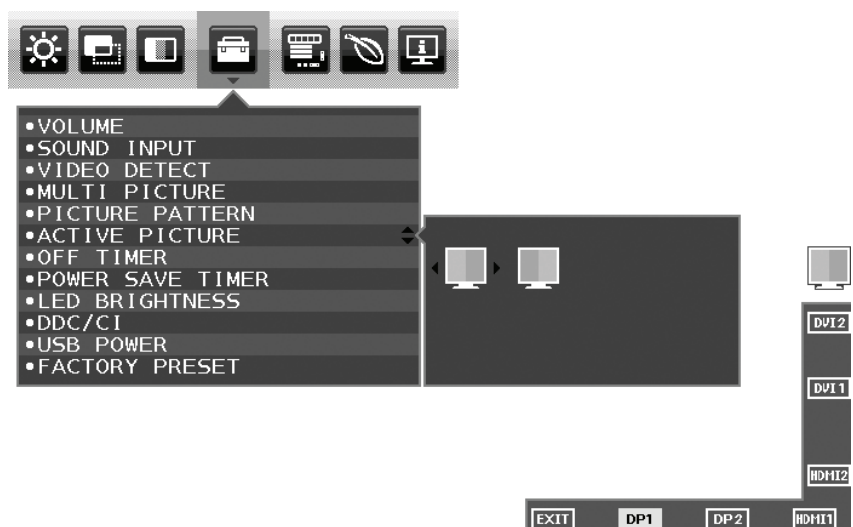 •VOLUME
•SOUND INPUT
•VIDEO DETECT
•MULTI PICTURE
•PICTURE PATTERN
•ACTIVE PICTURE
•OFF TIMER
•POWER SAVE TIMER
•LED BRIGHTNESS
•DDC/CI
•USB POWER
•FACTORY PRESET
DVI2
DVI1
HDMI2
EXIT DP1 DP2 HDMI1